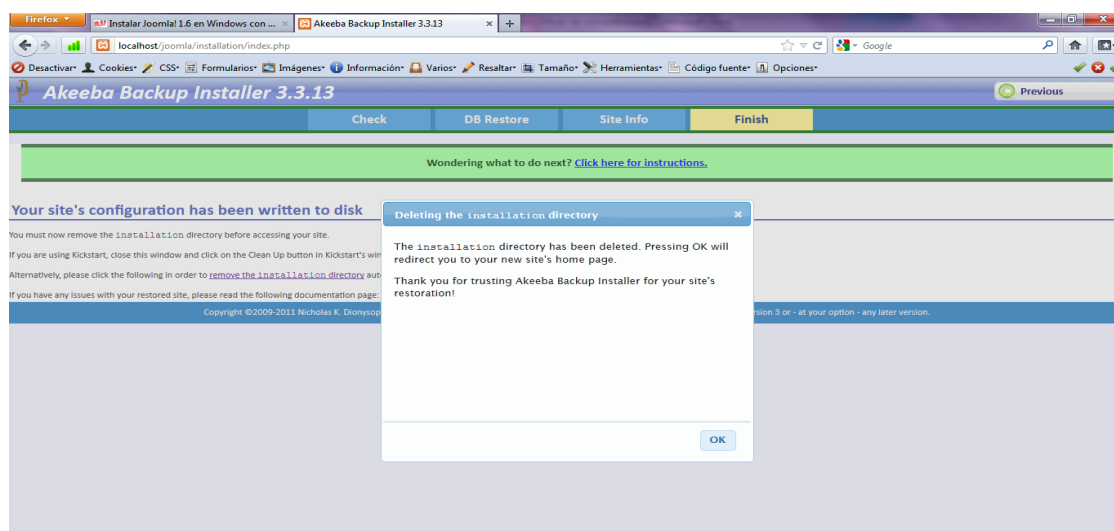 Firefox
Instalar Joomla! 1.6 en Windows con ...
Akeeba Backup Installer 3.3.13
localhost/joomla/installation/index.php
Google
Desactivar Cookies CSS Formularios Imágenes Información Varios Resaltar Tamaño Herramientas Código fuente Opciones
Akeeba Backup Installer 3.3.13
Previous
Check DB Restore Site Info Finish
Wondering what to do next? Click here for instructions.
Your site's configuration has been written to disk
You must now remove the installation directory before accessing your site.
If you are using Kickstart, close this window and click on the Clean Up button in Kickstart's win
Alternatively, please click the following in order to remove the installation directory aut
If you have any issues with your restored site, please read the following documentation page:
Copyright ©2009-2011 Nicholas K. Dionysop
rsion 3 or - at your option - any later version.
Deleting the installation directory
The installation directory has been deleted. Pressing OK will
redirect you to your new site's home page.
Thank you for trusting Akeeba Backup Installer for your site's
restoration!
OK